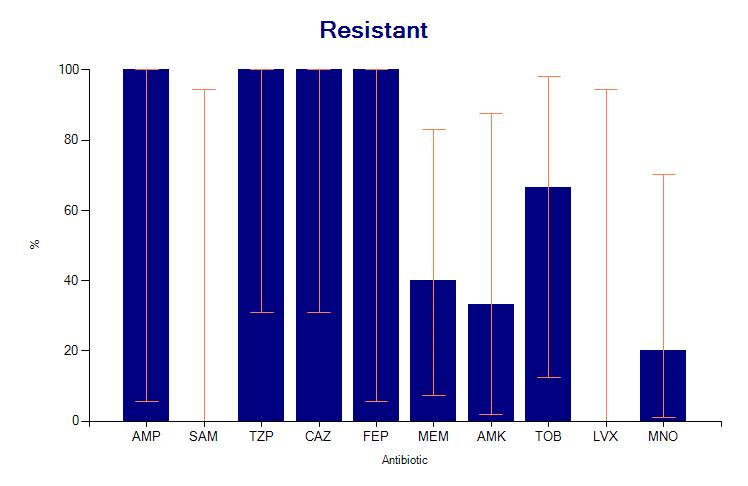 Resistant
100
80
60
40
20
0
%
AMP SAM TZP CAZ FEP MEM AMK TOB LVX MNO
Antibiotic